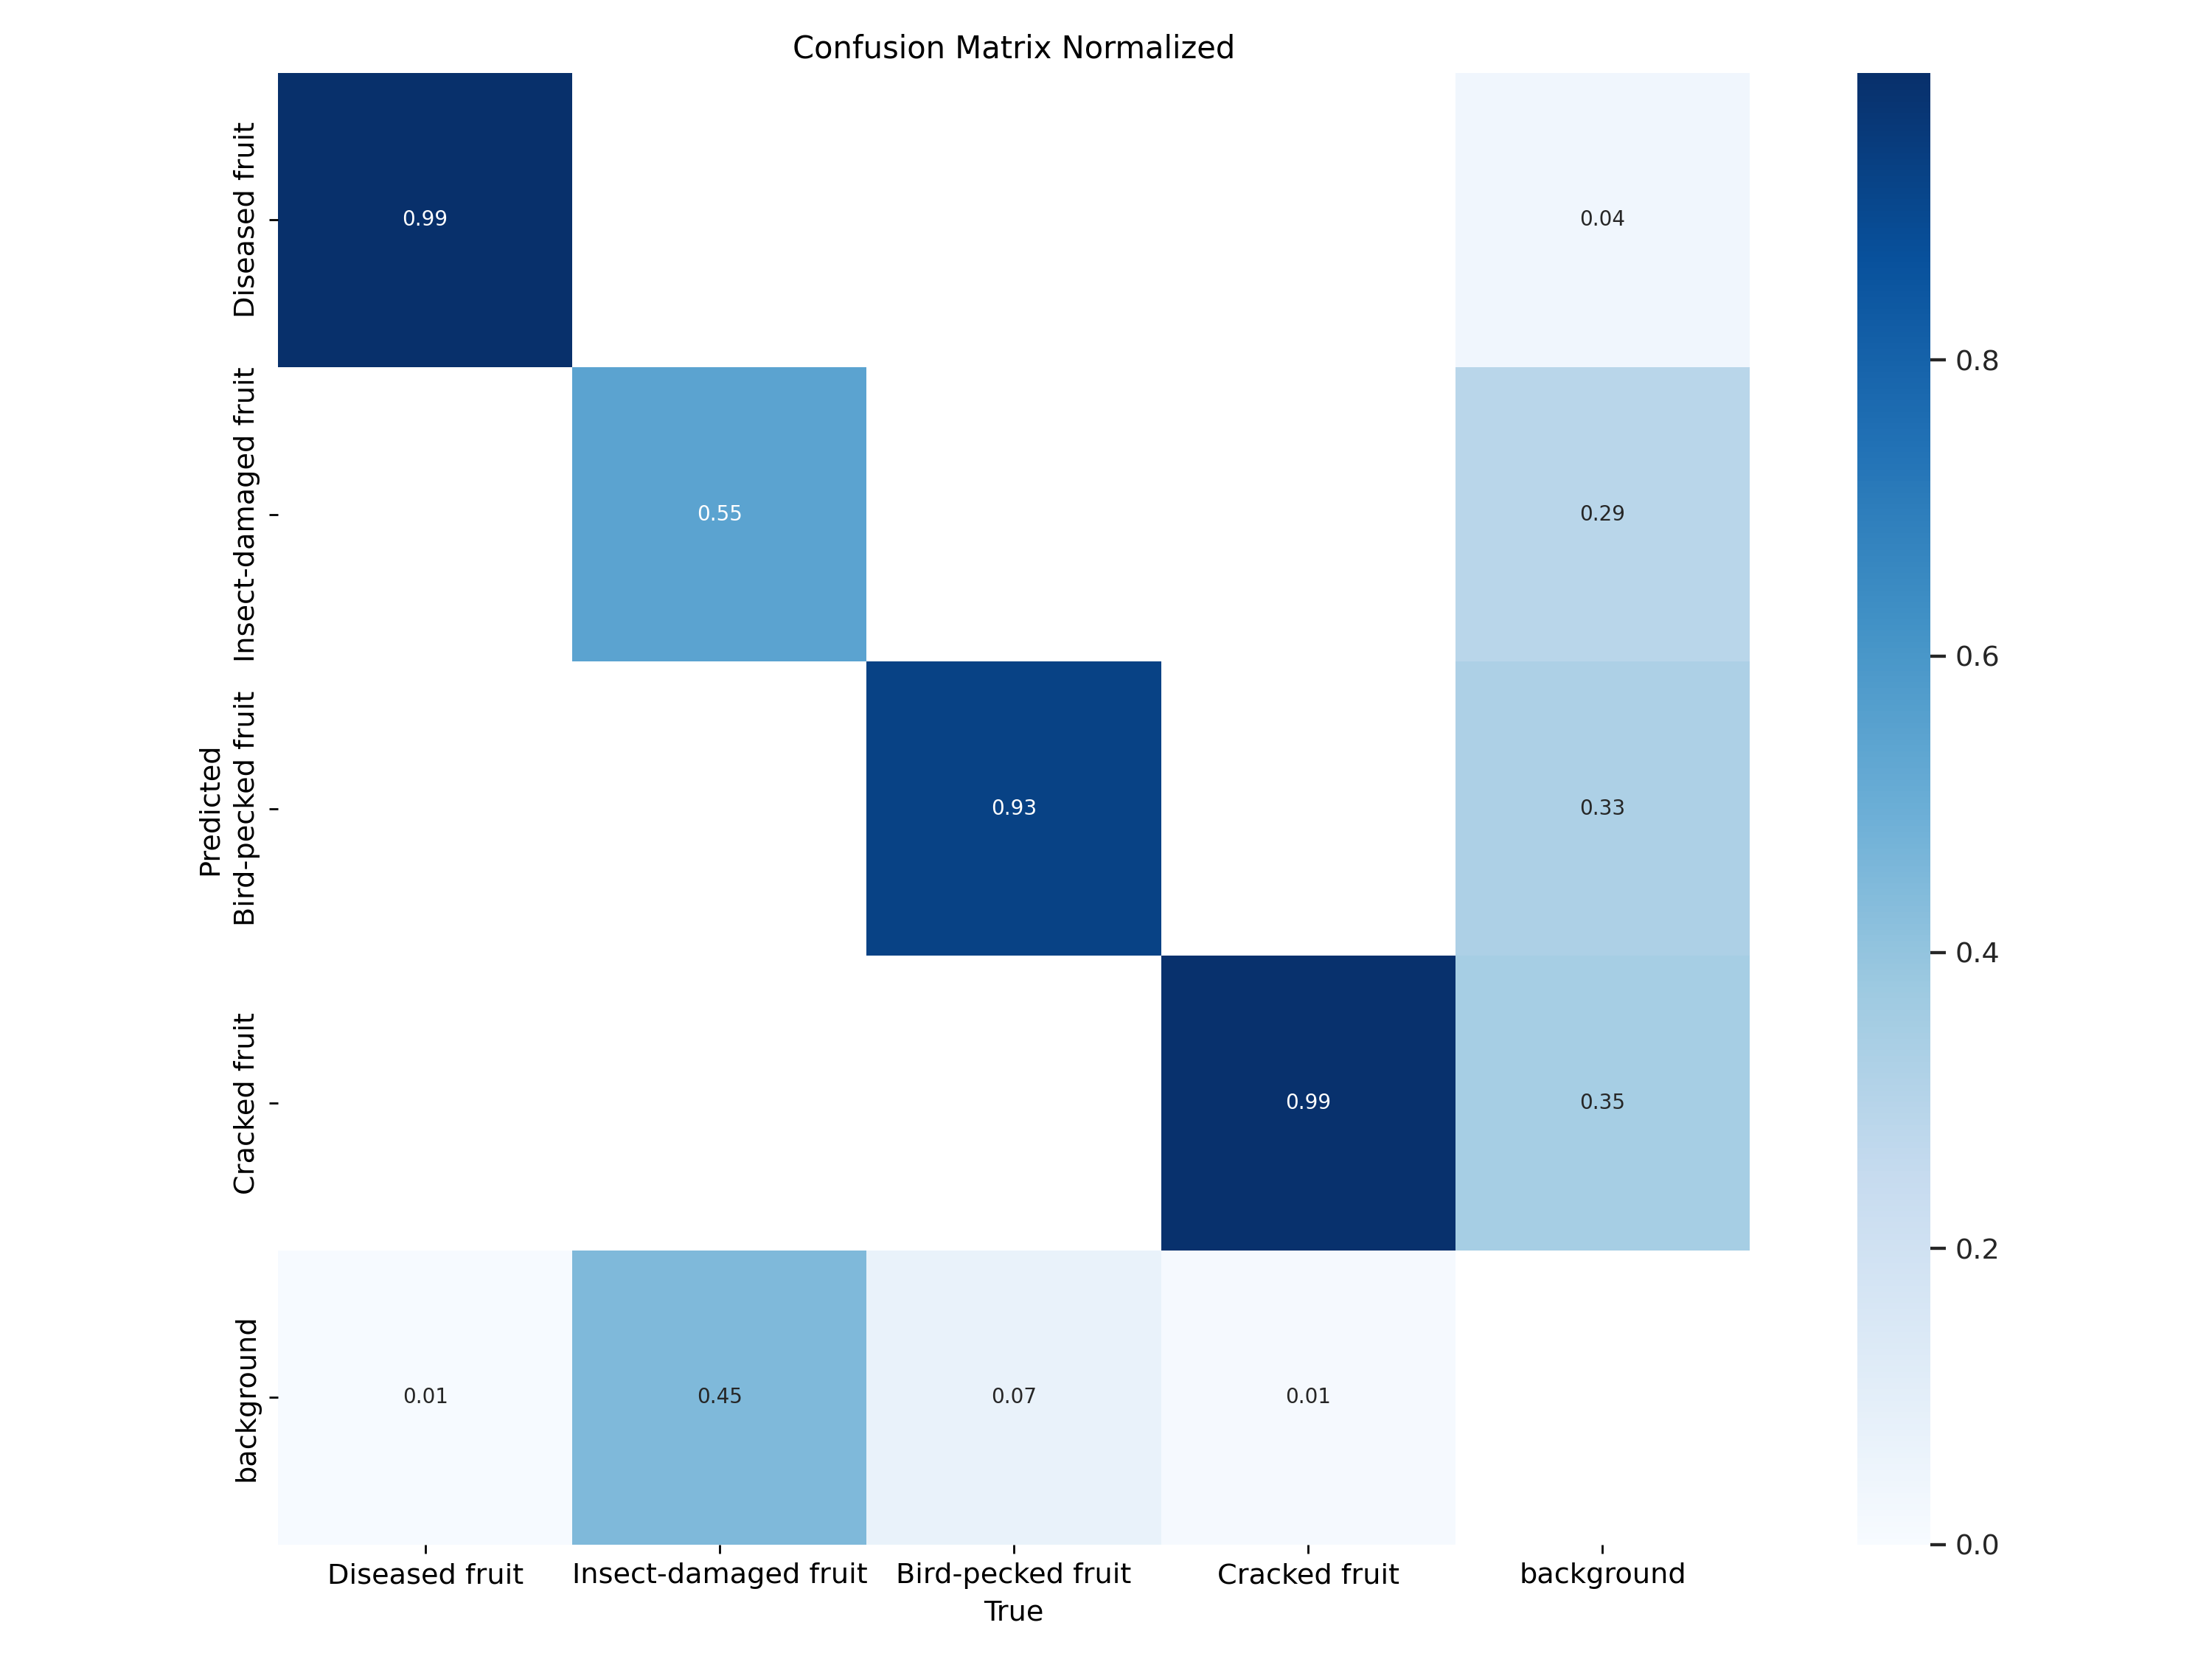 Confusion Matrix Normalized
Predicted
Diseased fruit
Insect-damaged fruit
Bird-pecked fruit
Cracked fruit
background
0.99
0.04
0.55
0.29
0.93
0.33
0.99
0.35
0.01
0.45
0.07
0.01
Diseased fruit
Insect-damaged fruit
Bird-pecked fruit
Cracked fruit
background
True
0.8
0.6
0.4
0.2
0.0